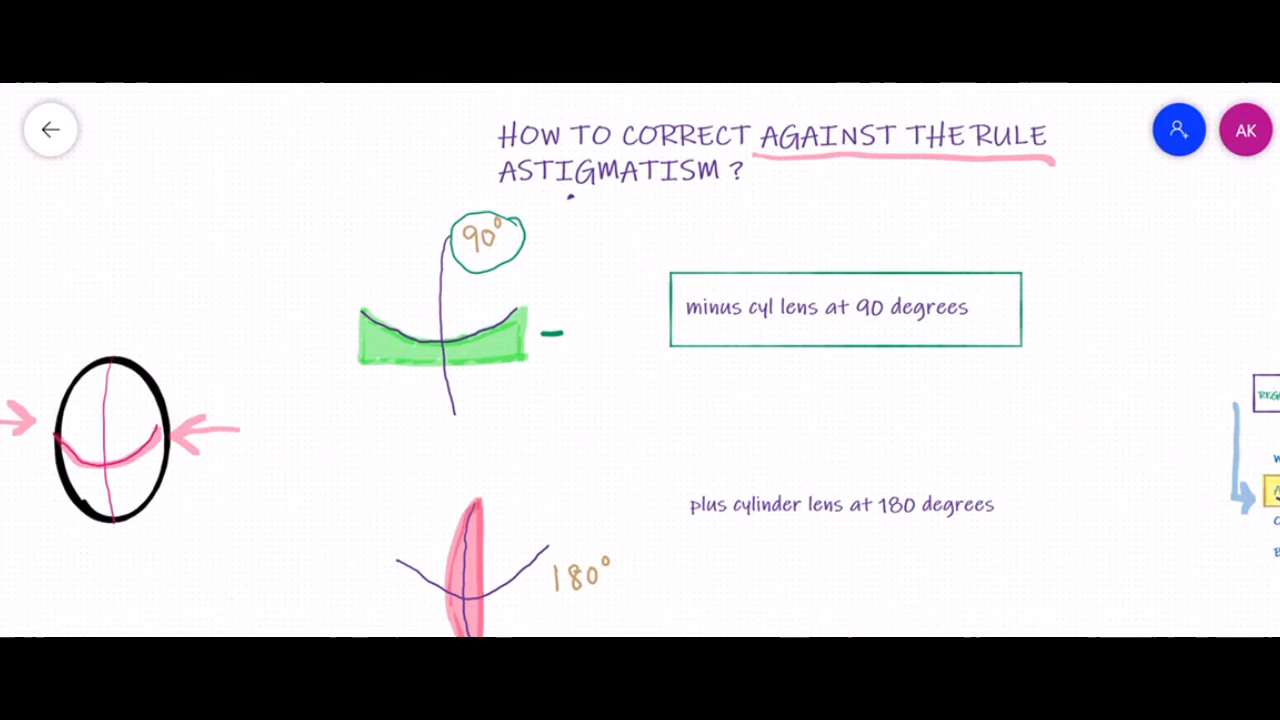 HOW TO CORRECT AGAINST THE RULE
ASTIGMATISM ?
AK
90°
minus cyl lens at 90 degrees
plus cylinder lens at 180 degrees
180°